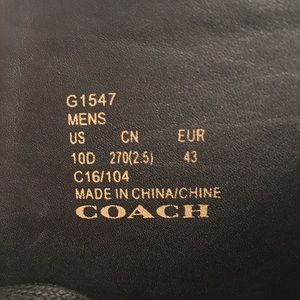 G1547
MENS
US CN EUR
10D 270(2.5) 43
C16/104
MADE IN CHINA/CHINE
COACH